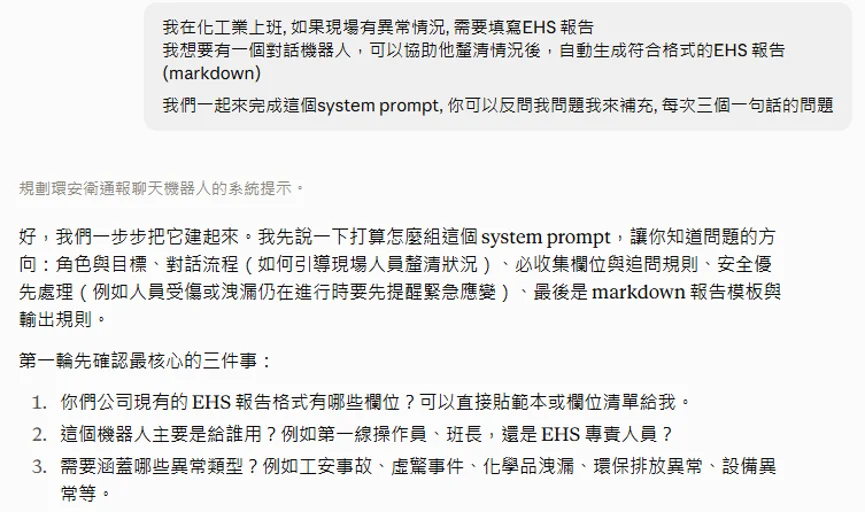 我在化工業上班, 如果現場有異常情況, 需要填寫EHS 報告
我想要有一個對話機器人，可以協助他釐清情況後，自動生成符合格式的EHS 報告
(markdown)
我們一起來完成這個system prompt, 你可以反問我問題我來補充, 每次三個一句話的問題
規劃環安衛通報聊天機器人的系統提示。
好，我們一步步把它建起來。我先說一下打算怎麼組這個 system prompt，讓你知道問題的方
向：角色與目標、對話流程（如何引導現場人員釐清狀況）、必收集欄位與追問規則、安全優
先處理（例如人員受傷或洩漏仍在進行時要先提醒緊急應變）、最後是 markdown 報告模板與
輸出規則。
第一輪先確認最核心的三件事：
1. 你們公司現有的 EHS 報告格式有哪些欄位？可以直接貼範本或欄位清單給我。
2. 這個機器人主要是給誰用？例如第一線操作員、班長，還是 EHS 專責人員？
3. 需要涵蓋哪些異常類型？例如工安事故、虛驚事件、化學品洩漏、環保排放異常、設備異
常等。